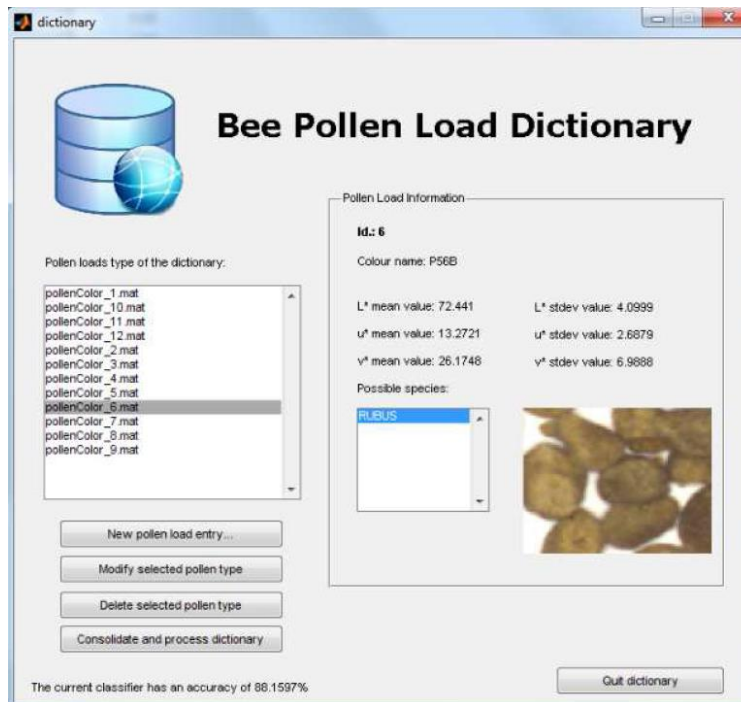 dictionary
Bee Pollen Load Dictionary
Pollen loads type of the dictionary:
pollenColor_1.mat
pollenColor_10.mat
pollenColor_11.mat
pollenColor_12.mat
pollenColor_2.mat
pollenColor_3.mat
pollenColor_4.mat
pollenColor_5.mat
pollenColor_6.mat
pollenColor_7.mat
pollenColor_8.mat
pollenColor_9.mat
New pollen load entry...
Modify selected pollen type
Delete selected pollen type
Consolidate and process dictionary
The current classifier has an accuracy of 88.1597%
Pollen Load Information
Id.: 6
Colour name: P56B
L* mean value: 72.441
L* stdev value: 4.0999
u* mean value: 13.2721
u* stdev value: 2.6879
v* mean value: 26.1748
v* stdev value: 6.9888
Possible species:
RUBUS
Quit dictionary